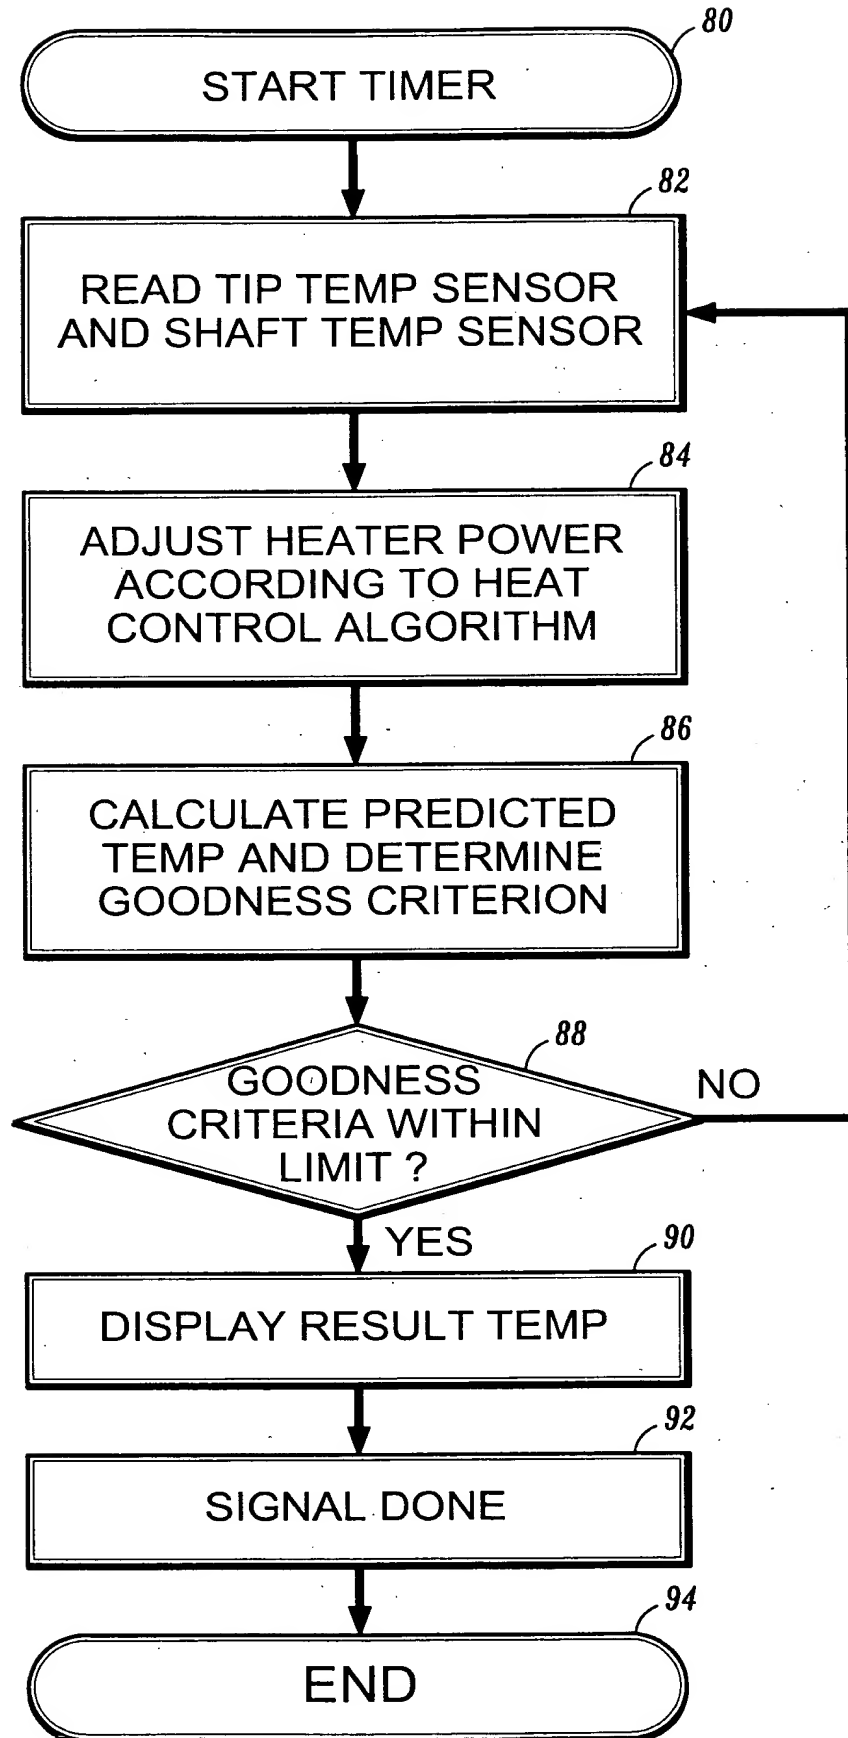 80
START TIMER
82
READ TIP TEMP SENSOR
AND SHAFT TEMP SENSOR
84
ADJUST HEATER POWER
ACCORDING TO HEAT
CONTROL ALGORITHM
86
CALCULATE PREDICTED
TEMP AND DETERMINE
GOODNESS CRITERION
88
GOODNESS
CRITERIA WITHIN
LIMIT ?
NO
YES
90
DISPLAY RESULT TEMP
92
SIGNAL DONE
94
END